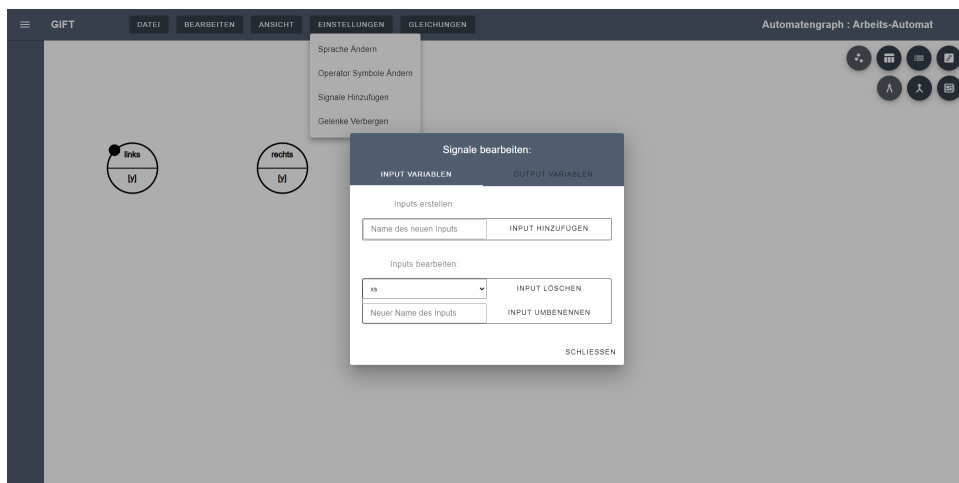 GIFT
DATEI
BEARBEITEN
ANSICHT
EINSTELLUNGEN
GLEICHUNGEN
Automatengraph : Arbeits-Automat
Sprache Ändern
Operator Symbole Ändern
Signale Hinzufügen
Gelenke Verbergen
links
[y]
rechts
[y]
Signale bearbeiten:
INPUT VARIABLEN
OUTPUT VARIABLEN
Inputs erstellen:
Name des neuen Inputs
INPUT HINZUFÜGEN
Inputs bearbeiten:
xs
INPUT LÖSCHEN
Neuer Name des Inputs
INPUT UMBENENNEN
SCHLIESSEN